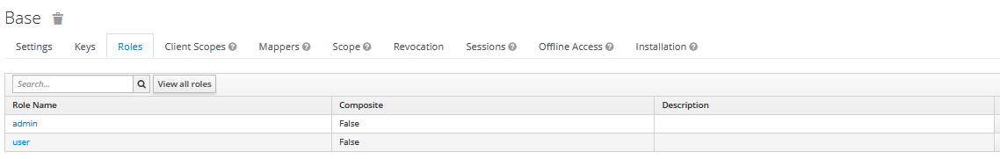 Base
Settings Keys Roles Client Scopes Mappers Scope Revocation Sessions Offline Access Installation
Search... View all roles
Role Name Composite Description
admin False
user False